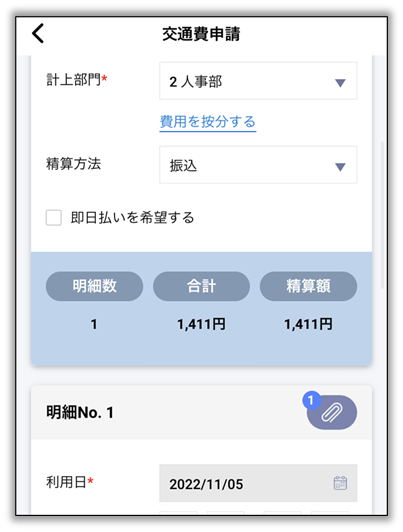 交通費申請
計上部門*
2 人事部
費用を按分する
精算方法
振込
即日払いを希望する
明細数 合計 精算額
1 1,411円 1,411円
明細No. 1
1
利用日*
2022/11/05